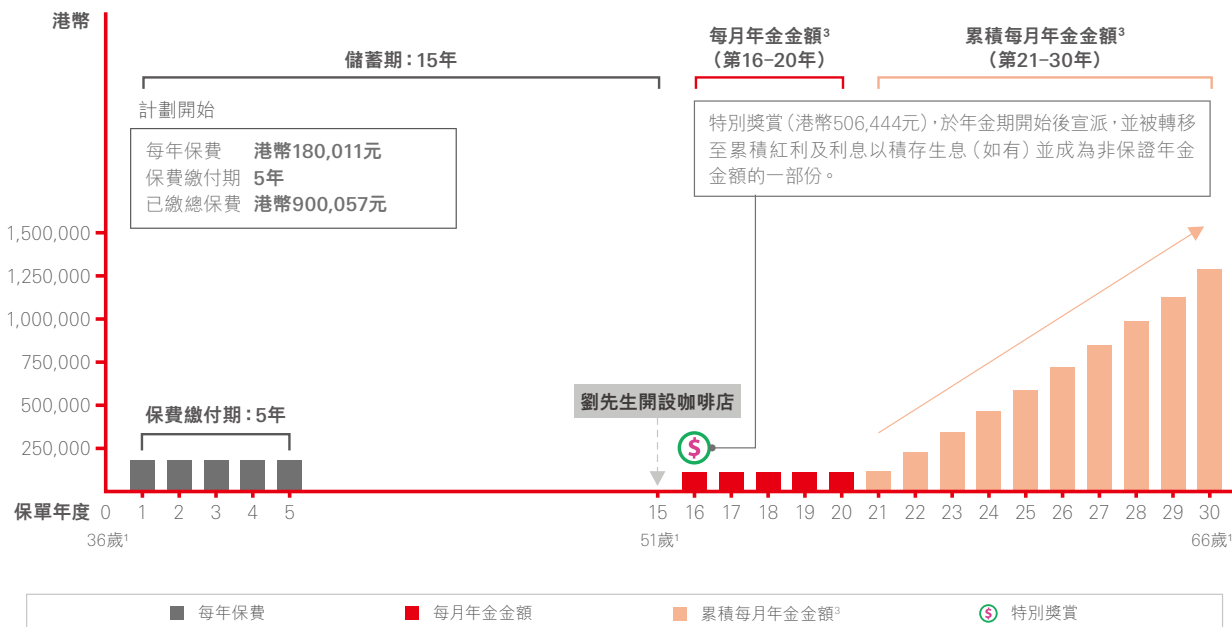 港幣
儲蓄期：15年
每月年金金額³
（第16–20年）
累積每月年金金額³
（第21–30年）
計劃開始
每年保費 港幣180,011元
保費繳付期 5年
已繳總保費 港幣900,057元
特別獎賞（港幣506,444元），於年金期開始後宣派，並被轉移
至累積紅利及利息以積存生息（如有）並成為非保證年金
金額的一部份。
1,500,000
1,250,000
1,000,000
750,000
500,000
250,000
保費繳付期：5年
劉先生開設咖啡店
$
保單年度 0 1 2 3 4 5 15 16 17 18 19 20 21 22 23 24 25 26 27 28 29 30
36歲¹ 51歲¹ 66歲¹
每年保費 每月年金金額 累積每月年金金額³ $ 特別獎賞